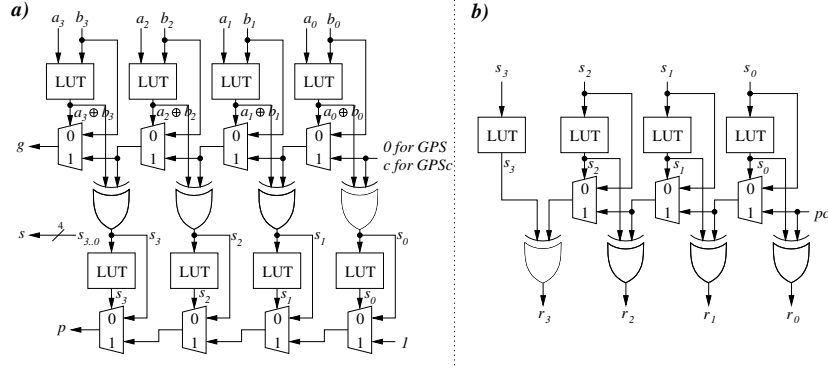 a)
a3 b3 a2 b2 a1 b1 a0 b0
LUT LUT LUT LUT
a3 ⊕ b3 a2 ⊕ b2 a1 ⊕ b1 a0 ⊕ b0
0 0 0 0 0 for GPS
g 1 1 1 1 c for GPSc
s 4 s3..0 s3 s2 s1 s0
LUT LUT LUT LUT
s3 s2 s1 s0
0 0 0 0
p 1 1 1 1 1
b)
s3 s2 s1 s0
LUT LUT LUT LUT
s3 s2 s1 s0
0 0 0
1 1 1 pc
r3 r2 r1 r0